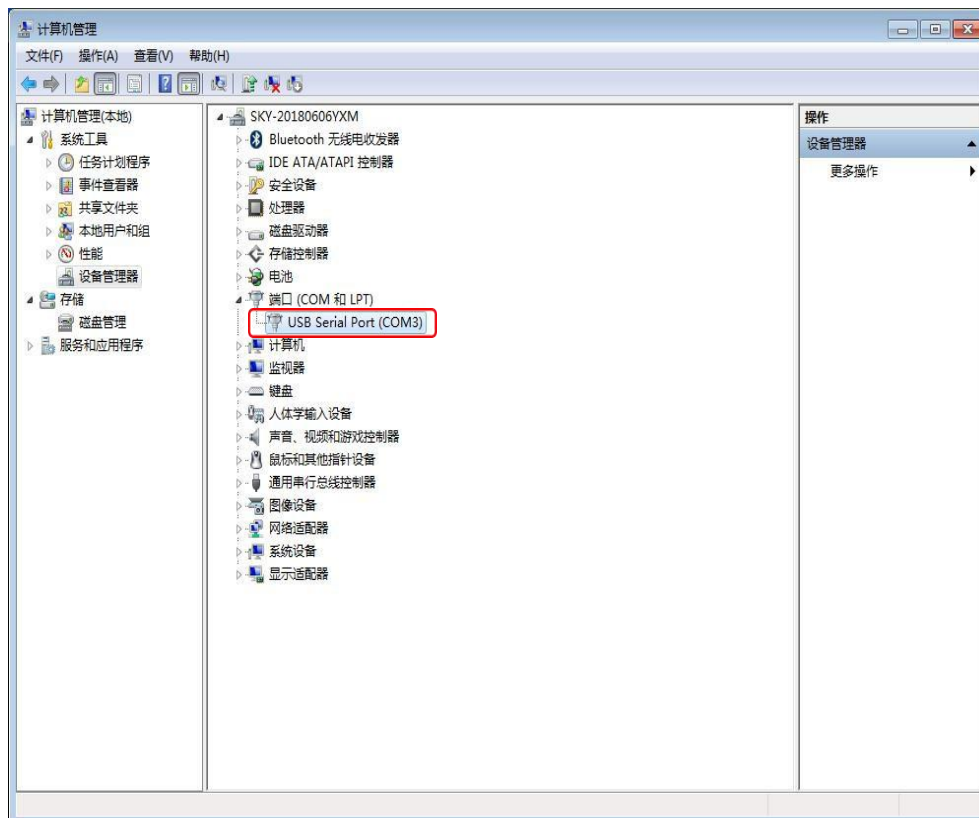 计算机管理
文件(F) 操作(A) 查看(V) 帮助(H)
计算机管理(本地)
系统工具
任务计划程序
事件查看器
共享文件夹
本地用户和组
性能
设备管理器
存储
磁盘管理
服务和应用程序
SKY-20180606YXM
Bluetooth 无线电收发器
IDE ATA/ATAPI 控制器
安全设备
处理器
磁盘驱动器
存储控制器
电池
端口 (COM 和 LPT)
USB Serial Port (COM3)
计算机
监视器
键盘
人体学输入设备
声音、视频和游戏控制器
鼠标和其他指针设备
通用串行总线控制器
图像设备
网络适配器
系统设备
显示适配器
操作
设备管理器
更多操作